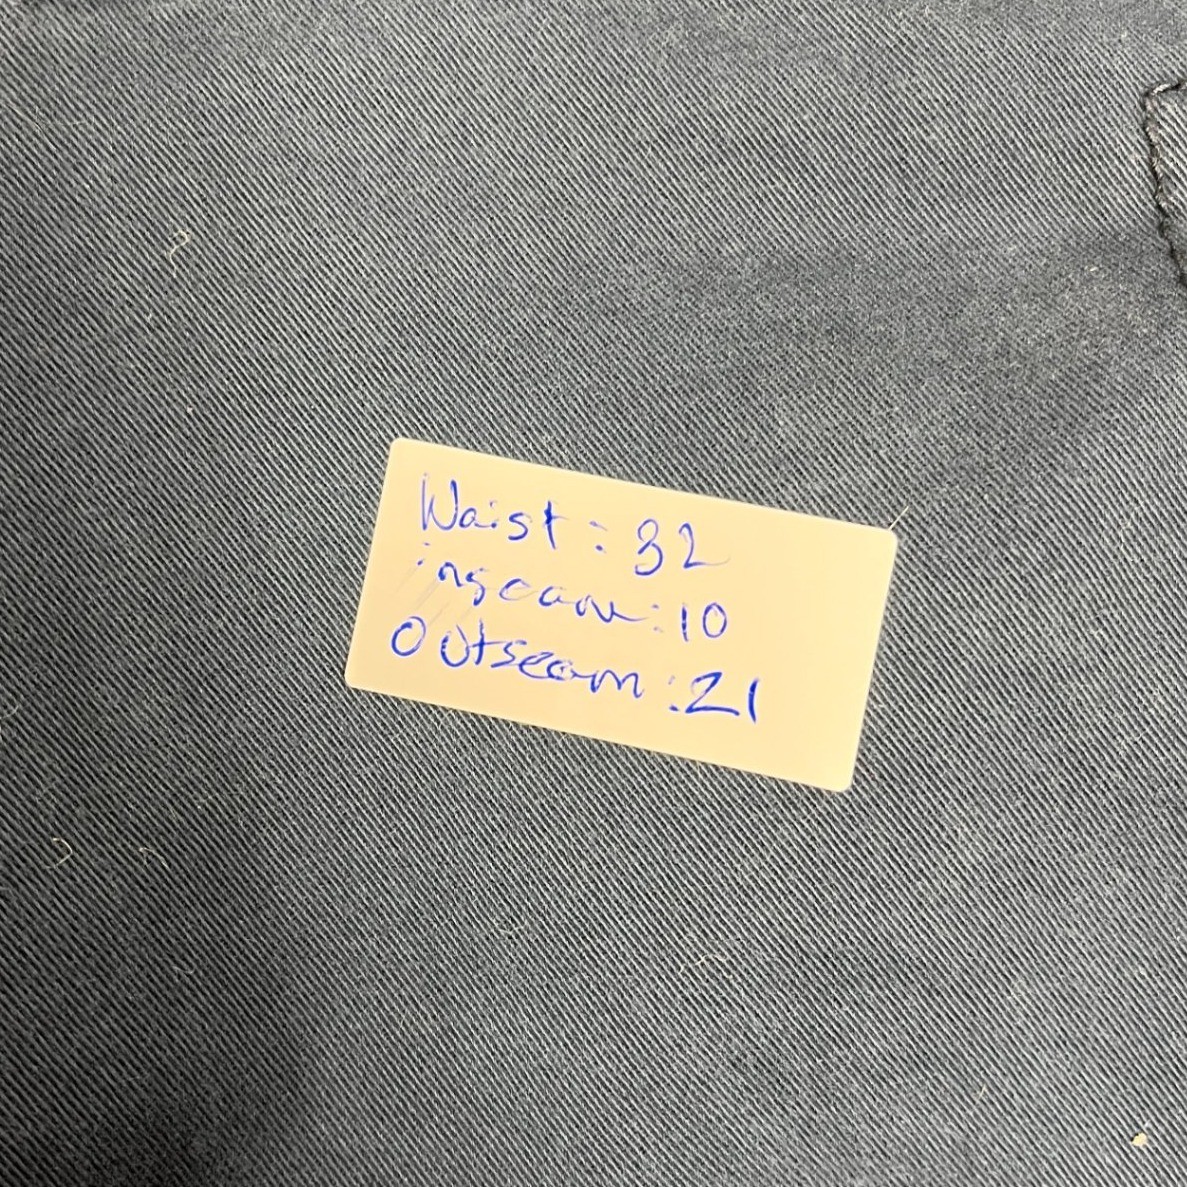 Waist: 32
inseam: 10
Outseam: 21